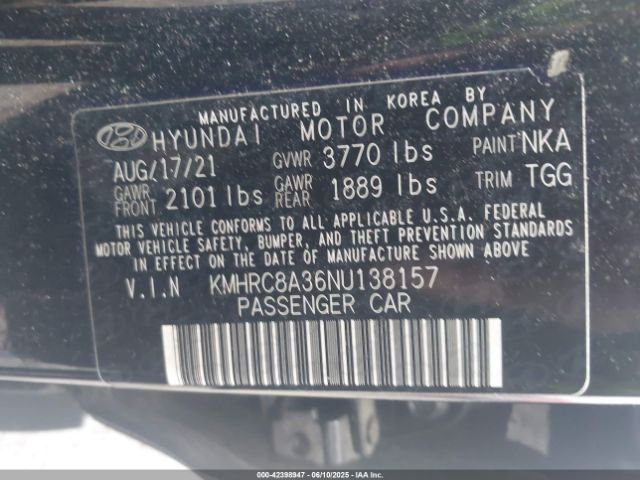 MANUFACTURED IN KOREA BY
HYUNDAI MOTOR COMPANY
AUG/17/21 GVWR 3770 lbs PAINT NKA
GAWR FRONT 2101 lbs GAWR REAR 1889 lbs TRIM TGG
THIS VEHICLE CONFORMS TO ALL APPLICABLE U.S.A. FEDERAL
MOTOR VEHICLE SAFETY, BUMPER, AND THEFT PREVENTION STANDARDS
IN EFFECT ON THE DATE OF MANUFACTURE SHOWN ABOVE.
V.I.N KMHRC8A36NU138157
PASSENGER CAR
000-42398947 - 06/10/2025 - IAA Inc.